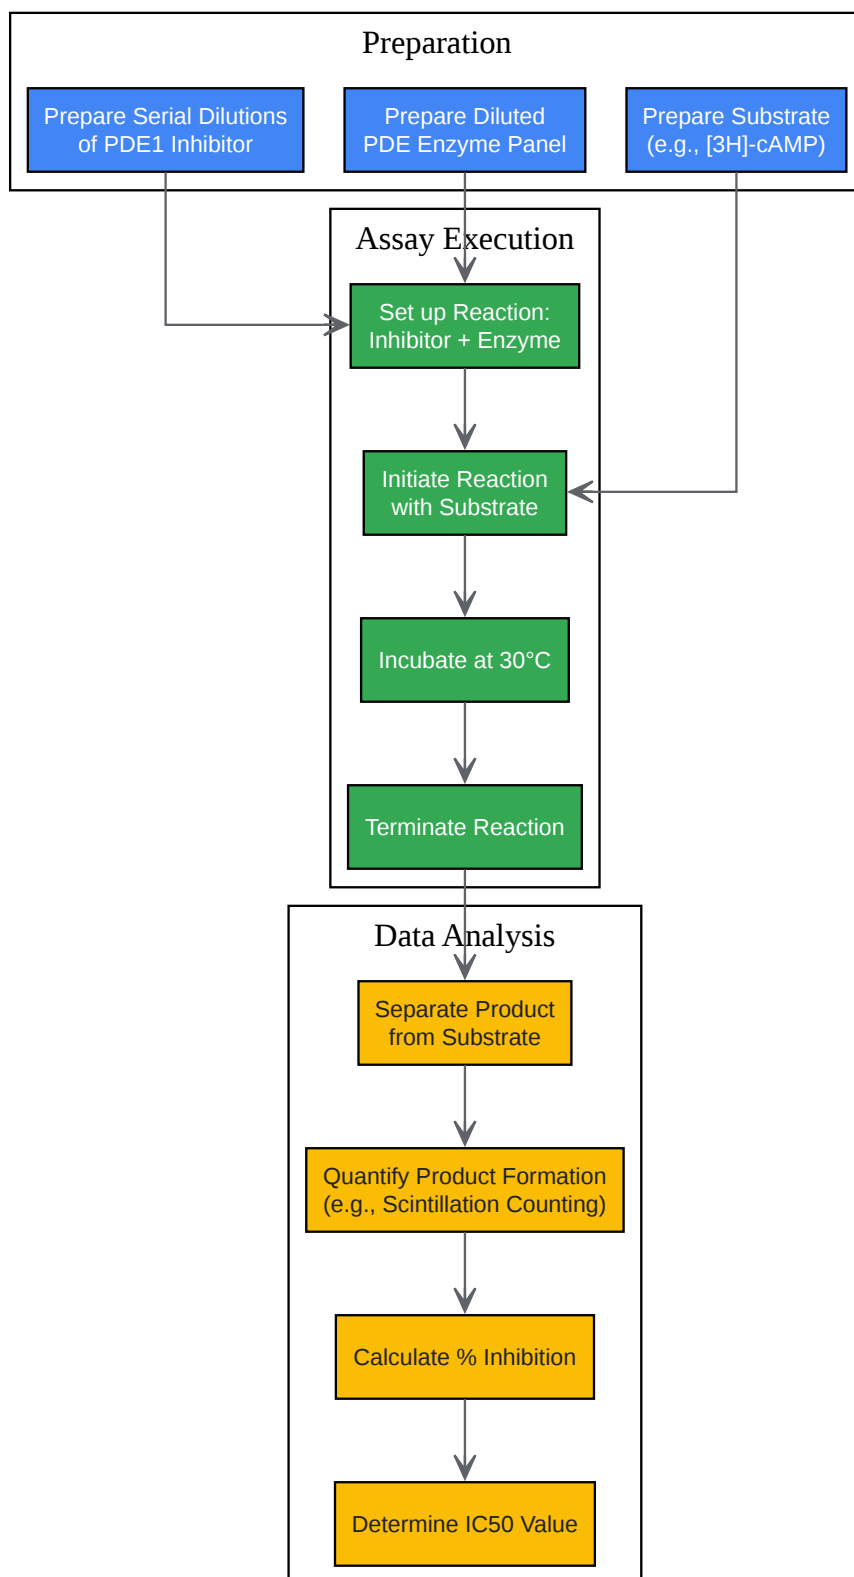 Preparation
Prepare Serial Dilutions
of PDE1 Inhibitor
Prepare Diluted
PDE Enzyme Panel
Prepare Substrate
(e.g., [3H]-cAMP)
Assay Execution
Set up Reaction:
Inhibitor + Enzyme
Initiate Reaction
with Substrate
Incubate at 30°C
Terminate Reaction
Data Analysis
Separate Product
from Substrate
Quantify Product Formation
(e.g., Scintillation Counting)
Calculate % Inhibition
Determine IC50 Value